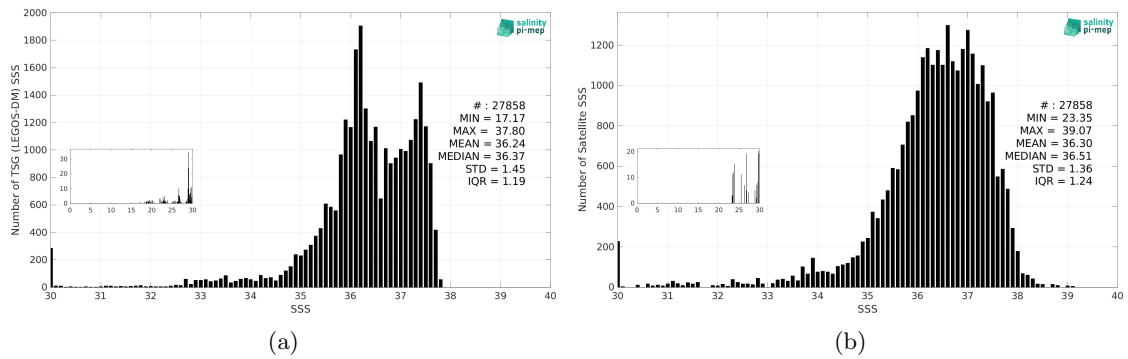 2000
1800
1600
1400
1200
1000
800
600
400
200
0
Number of TSG (LEGOS-DM) SSS
salinity
pi-mep
# : 27858
MIN = 17.17
MAX = 37.80
MEAN = 36.24
MEDIAN = 36.37
STD = 1.45
IQR = 1.19
30
20
10
0
0 5 10 15 20 25 30
30 31 32 33 34 35 36 37 38 39 40
SSS
(a)
1200
1000
800
600
400
200
0
Number of Satellite SSS
salinity
pi-mep
# : 27858
MIN = 23.35
MAX = 39.07
MEAN = 36.30
MEDIAN = 36.51
STD = 1.36
IQR = 1.24
20
10
0
0 5 10 15 20 25 30
30 31 32 33 34 35 36 37 38 39 40
SSS
(b)